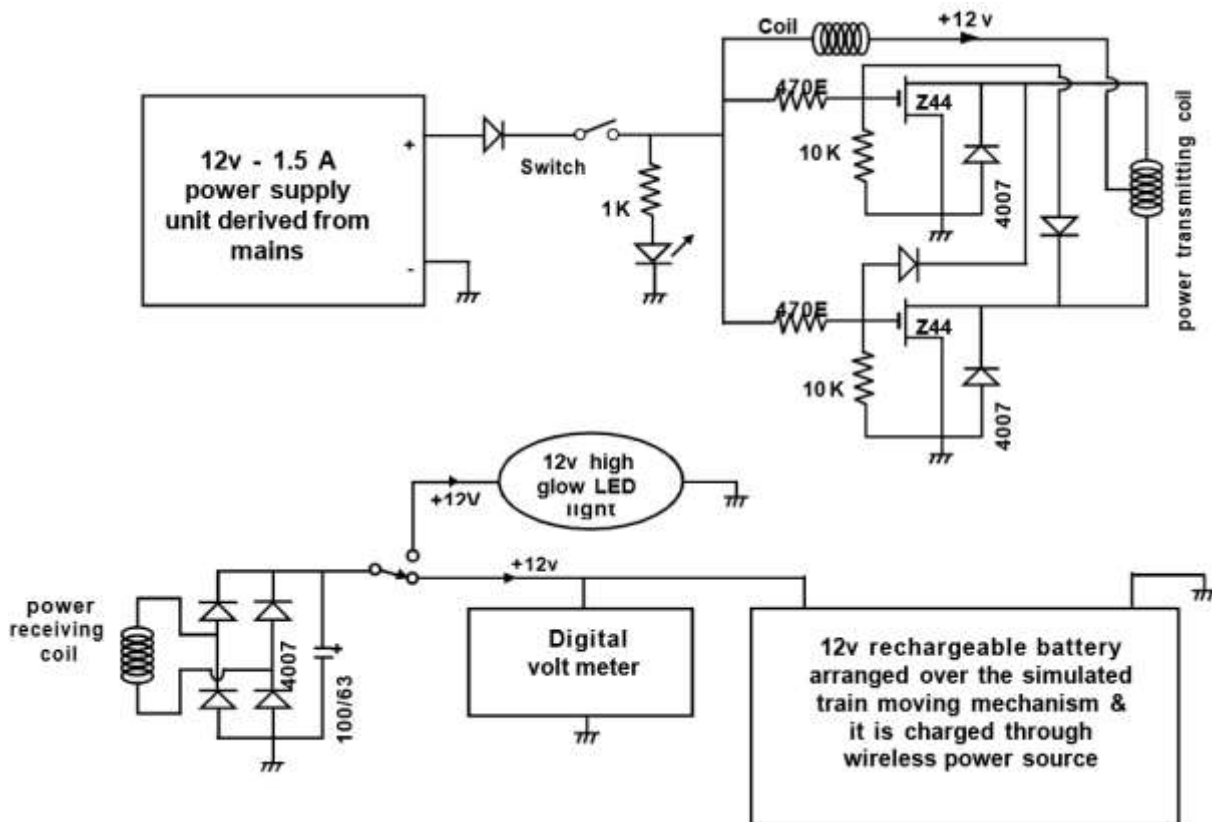 Coil
+12 v
470E
Z44
12v - 1.5 A
power supply
unit derived from
mains
+
-
Switch
1K
10 K
4007
power transmitting coil
470E
Z44
10 K
4007
12v high
glow LED
light
+12V
+12v
power
receiving
coil
4007
100/63
+
Digital
volt meter
12v rechargeable battery
arranged over the simulated
train moving mechanism &
it is charged through
wireless power source